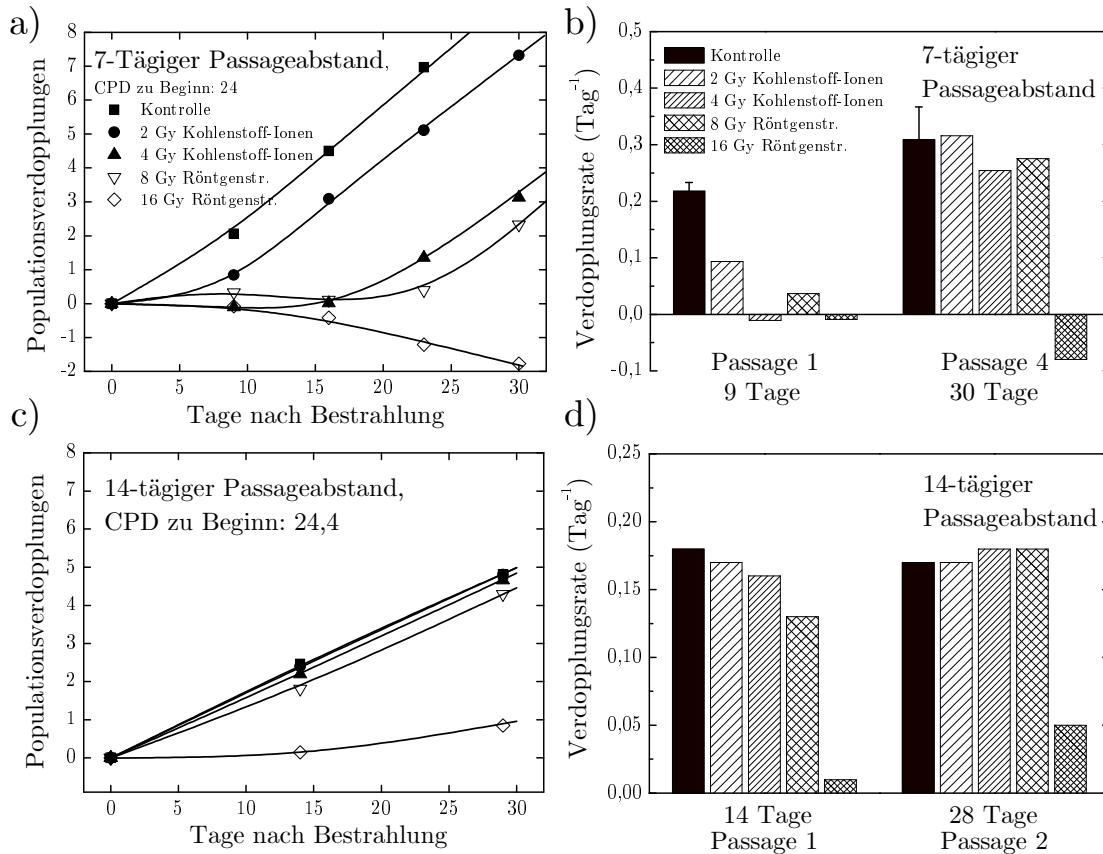 a)
7-Tägiger Passageabstand,
CPD zu Beginn: 24
Kontrolle
2 Gy Kohlenstoff-Ionen
4 Gy Kohlenstoff-Ionen
8 Gy Röntgenstr.
16 Gy Röntgenstr.
Populationsverdopplungen
8
7
6
5
4
3
2
1
0
-1
-2
0 5 10 15 20 25 30
Tage nach Bestrahlung
b)
Kontrolle
2 Gy Kohlenstoff-Ionen
4 Gy Kohlenstoff-Ionen
8 Gy Röntgenstr.
16 Gy Röntgenstr.
7-tägiger
Passageabstand
Verdopplungsrate (Tag⁻¹)
0,5
0,4
0,3
0,2
0,1
0,0
-0,1
Passage 1 Passage 4
9 Tage 30 Tage
c)
14-tägiger Passageabstand,
CPD zu Beginn: 24,4
Populationsverdopplungen
8
7
6
5
4
3
2
1
0
0 5 10 15 20 25 30
Tage nach Bestrahlung
d)
14-tägiger
Passageabstand
Verdopplungsrate (Tag⁻¹)
0,25
0,20
0,15
0,10
0,05
0,00
14 Tage 28 Tage
Passage 1 Passage 2